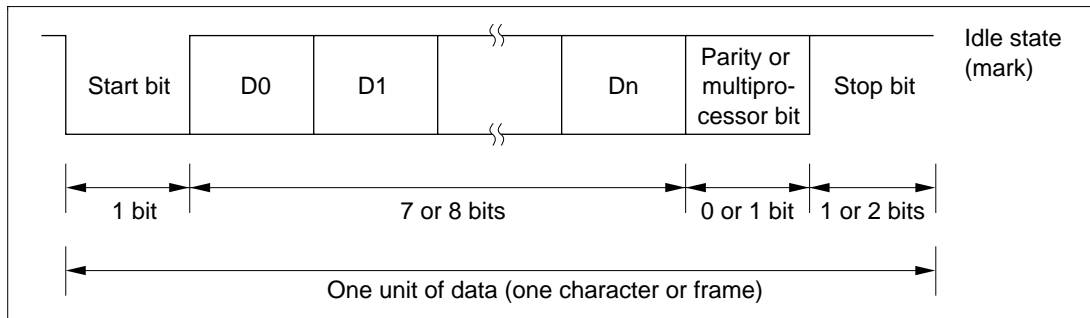 Idle state
(mark)
Start bit
D0
D1
Dn
Parity or
multipro-
cessor bit
Stop bit
1 bit
7 or 8 bits
0 or 1 bit
1 or 2 bits
One unit of data (one character or frame)